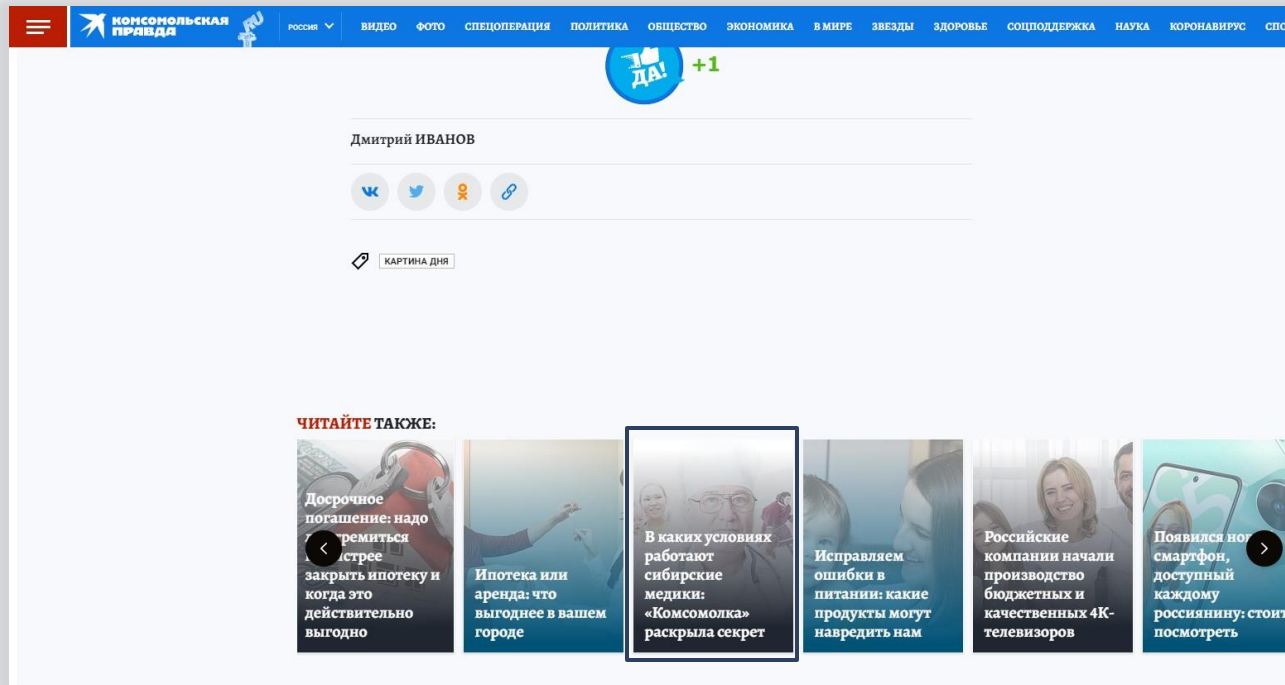 КОМСОМОЛЬСКАЯ ПРАВДА
RU
РОССИЯ ВИДЕО ФОТО СПЕЦОПЕРАЦИЯ ПОЛИТИКА ОБЩЕСТВО ЭКОНОМИКА В МИРЕ ЗВЕЗДЫ ЗДОРОВЬЕ СОЦПОДДЕРЖКА НАУКА КОРОНАВИРУС
ДА! +1
Дмитрий ИВАНОВ
КАРТИНА ДНЯ
ЧИТАЙТЕ ТАКЖЕ:
Досрочное
погашение: надо
закрыть ипотеку и
когда это
действительно
выгодно
Ипотека или
аренда: что
выгоднее в вашем
городе
В каких условиях
работают
сибирские
медики:
«Комсомолка»
раскрыла секрет
Исправляем
ошибки в
питании: какие
продукты могут
навредить нам
Российские
компании начали
производство
бюджетных и
качественных 4К-
телевизоров
Появился
смартфон,
доступный
каждому
россиянину: стоит
посмотреть